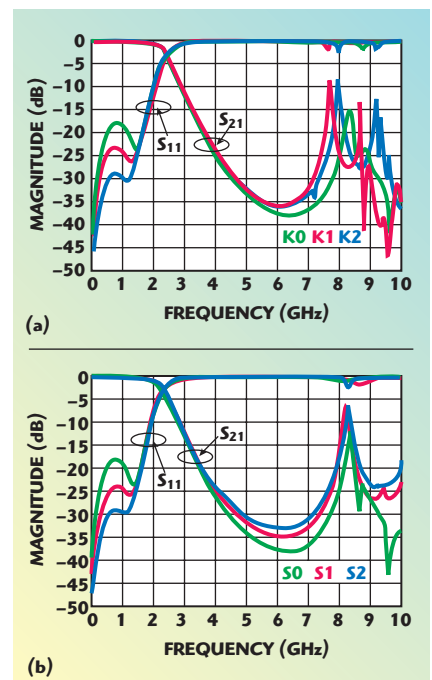 MAGNITUDE (dB)
0
−5
−10
−15
−20
−25
−30
−35
−40
−45
−50
S11
S21
K0 K1 K2
0 1 2 3 4 5 6 7 8 9 10
FREQUENCY (GHz)
(a)
MAGNITUDE (dB)
0
−5
−10
−15
−20
−25
−30
−35
−40
−45
−50
S11
S21
S0 S1 S2
0 1 2 3 4 5 6 7 8 9 10
FREQUENCY (GHz)
(b)